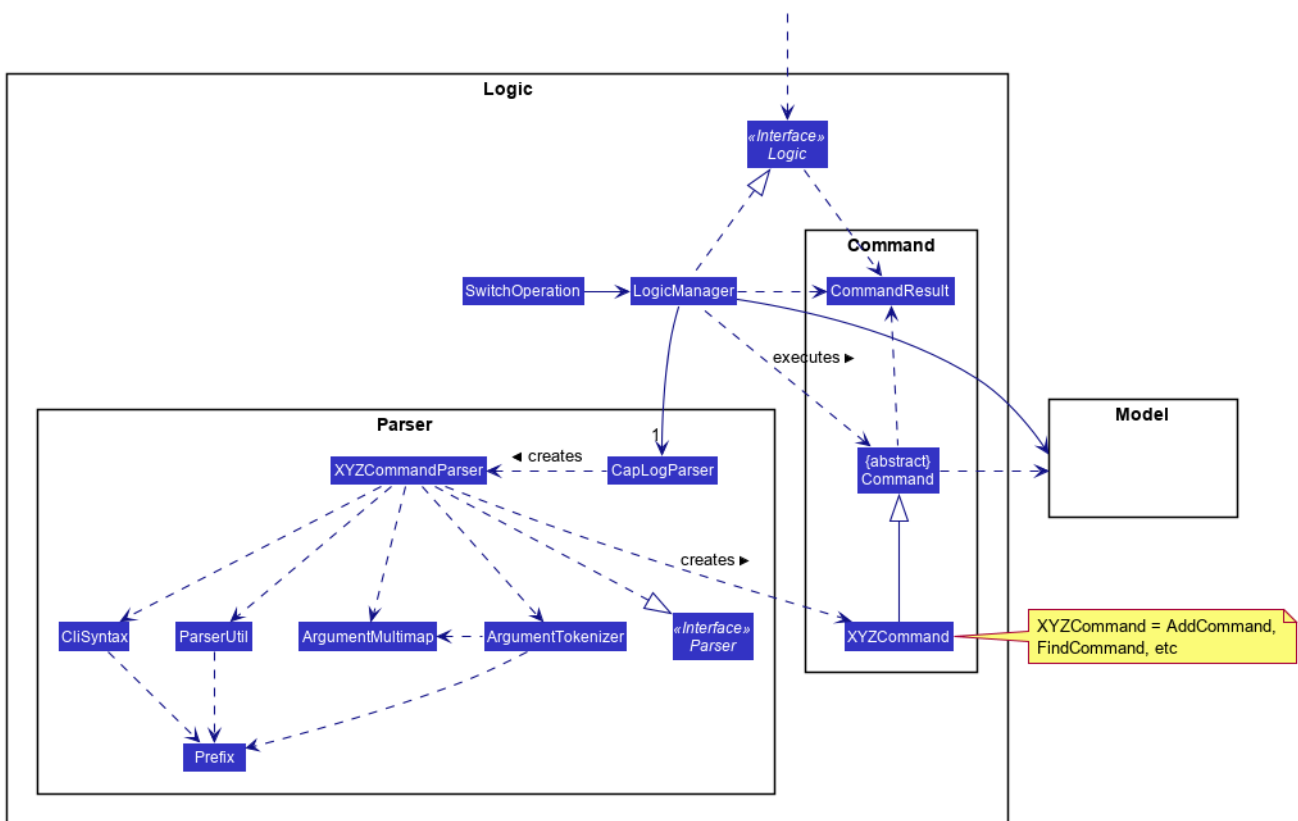 Logic
«Interface»
Logic
Command
SwitchOperation
LogicManager
CommandResult
executes ►
Model
Parser
1
◄ creates
XYZCommandParser
CapLogParser
{abstract}
Command
creates ►
CliSyntax
ParserUtil
ArgumentMultimap
ArgumentTokenizer
«Interface»
Parser
XYZCommand
XYZCommand = AddCommand,
FindCommand, etc
Prefix